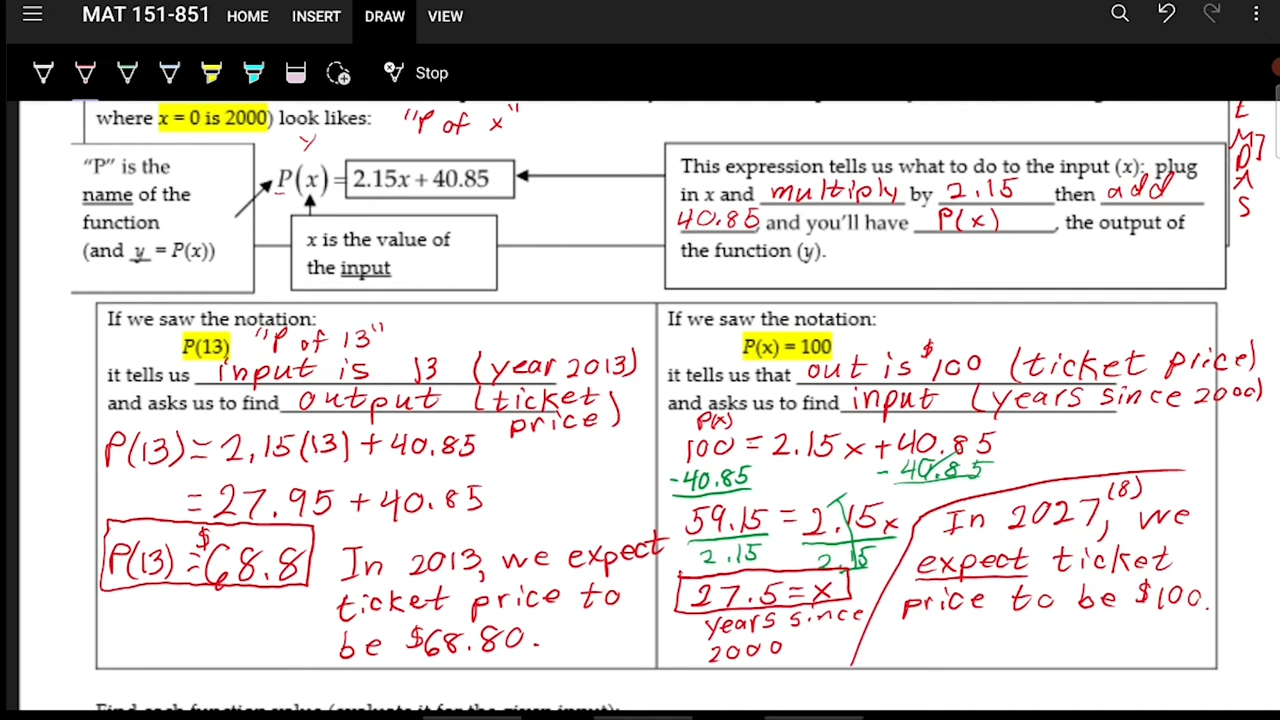 MAT 151-851 HOME INSERT DRAW VIEW
Stop
where x = 0 is 2000) look likes: "P of x"
y
"P" is the
name of the
function
(and y = P(x))
P(x) = 2.15x + 40.85
x is the value of
the input
This expression tells us what to do to the input (x): plug
in x and multiply by 2.15 then add
40.85, and you'll have P(x), the output of
the function (y).
E
M
D
A
S
If we saw the notation:
P(13) "P of 13"
it tells us input is 13 (year 2013)
and asks us to find output (ticket
price)
P(13) = 2.15(13) + 40.85
= 27.95 + 40.85
P(13) = $68.8
In 2013, we expect
ticket price to
be $68.80.
If we saw the notation:
P(x) = 100
it tells us that out is $100 (ticket price)
and asks us to find input (years since 2000)
P(x)
100 = 2.15x + 40.85
-40.85 - 40.85
59.15 = 2.15x
2.15 2.15
27.5 = x
years since
2000
In 2027, (8) we
expect ticket
price to be $100.